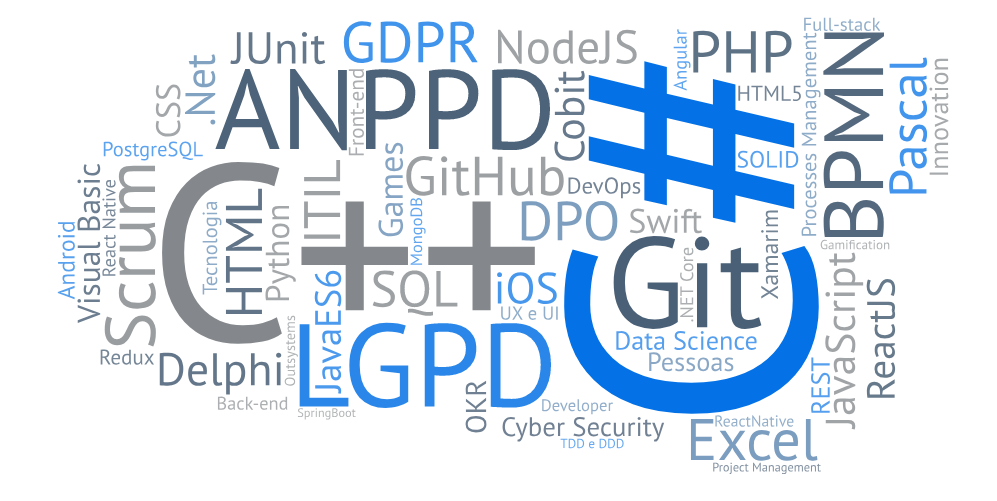 Full-stack
JUnit
GDPR
NodeJS
Angular
PHP
BPMN
.Net
ANPPD
Front-end
Cobit
C#
HTML5
Processes Management
Pascal
Innovation
CSS
PostgreSQL
SOLID
Games
GitHub
DevOps
Visual Basic
React Native
Scrum
C++
ITIL
MongoDB
DPO
Swift
Xamarim
Gamification
Android
Tecnologia
HTML
Python
SQL
iOS
UX e UI
Git
.NET Core
JavaScript
ReactJS
Java
ES6
Data Science
Pessoas
Redux
Delphi
Outsystems
LGPD
REST
Back-end
SpringBoot
OKR
Developer
Cyber Security
TDD e DDD
ReactNative
Excel
Project Management